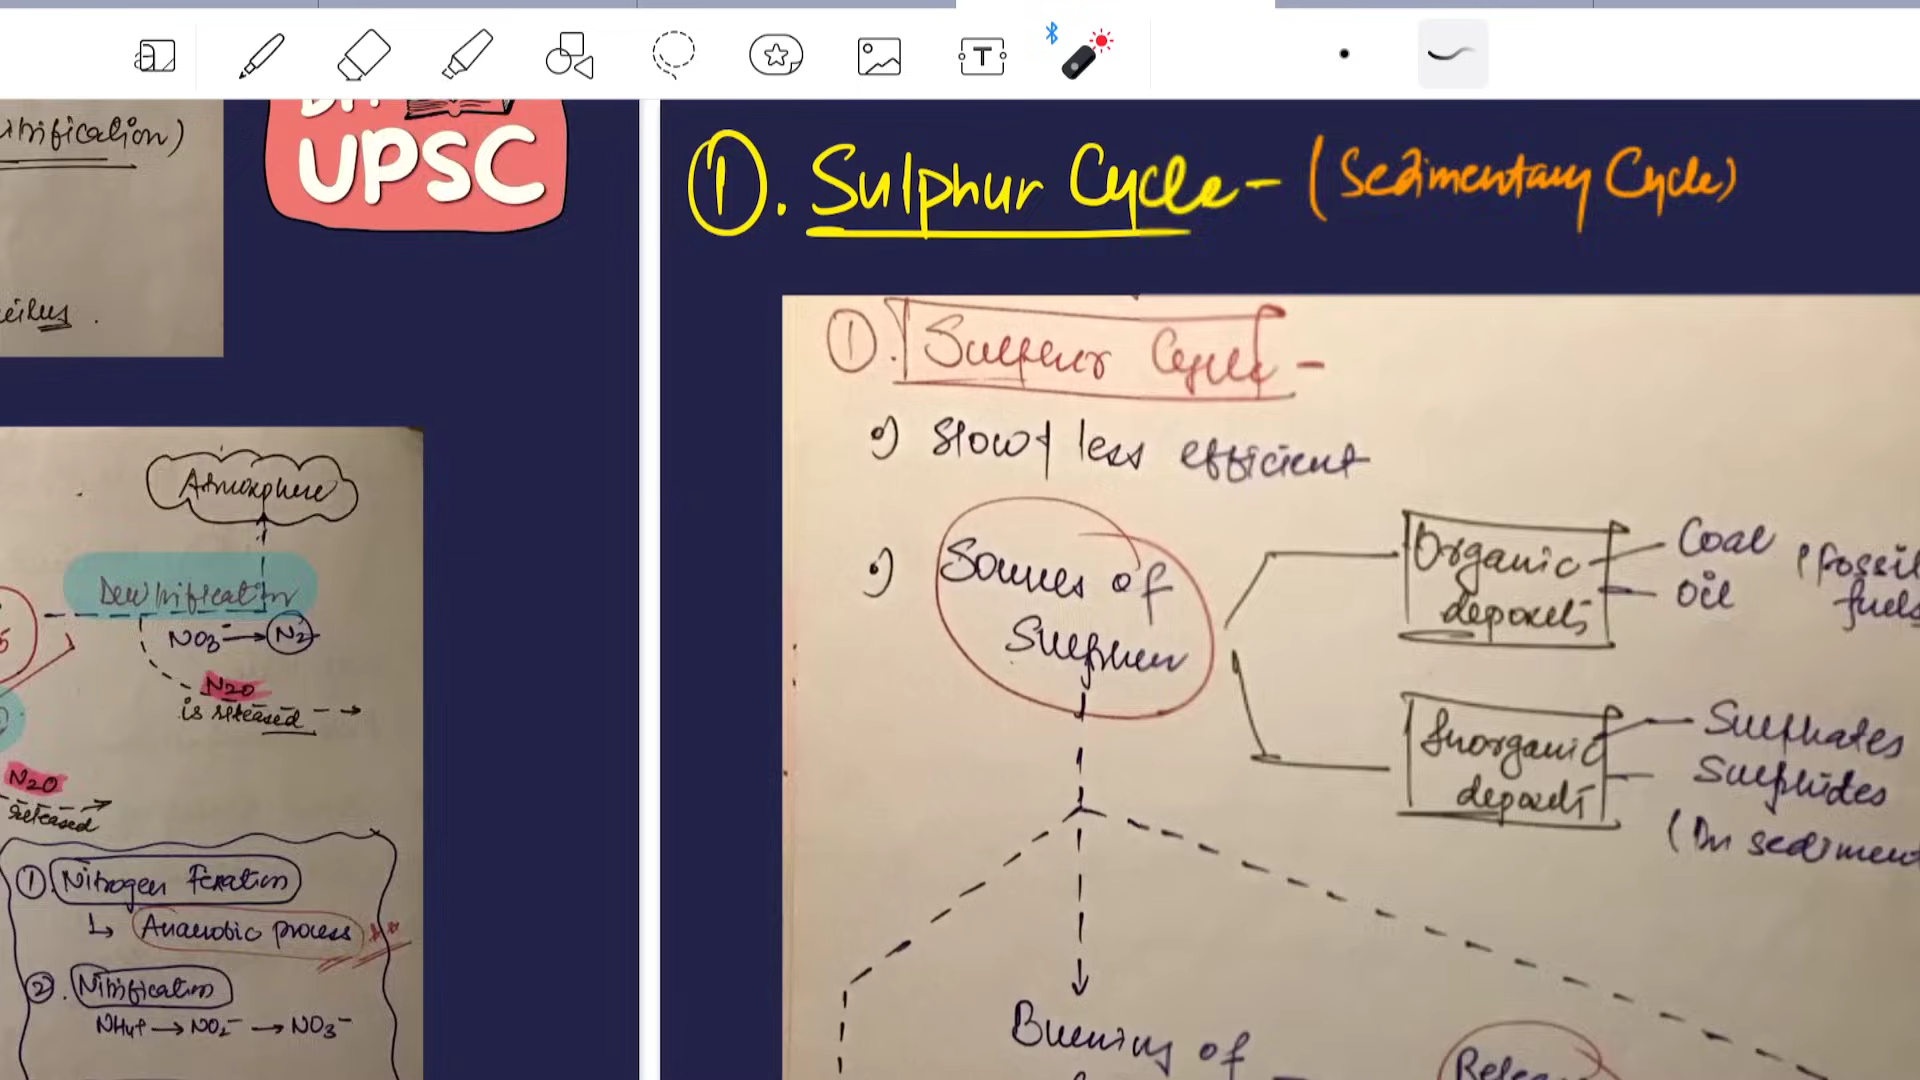 trification)
UPSC
Atmosphere
Denitrification
NO3⁻ → N2
N2O
is released
N2O
released
① Nitrogen Fixation
↳ Anaerobic process **
②. Nitrification
NH4+ → NO2⁻ → NO3⁻
①. Sulphur Cycle - (Sedimentary Cycle)
①. Sulphur Cycle -
Slow & less efficient
Sources of
Sulphur
Organic
deposits
Coal
Oil
(fossil
fuels
Inorganic
deposits
Sulphates
Sulphides
(In sediment
Burning of
T